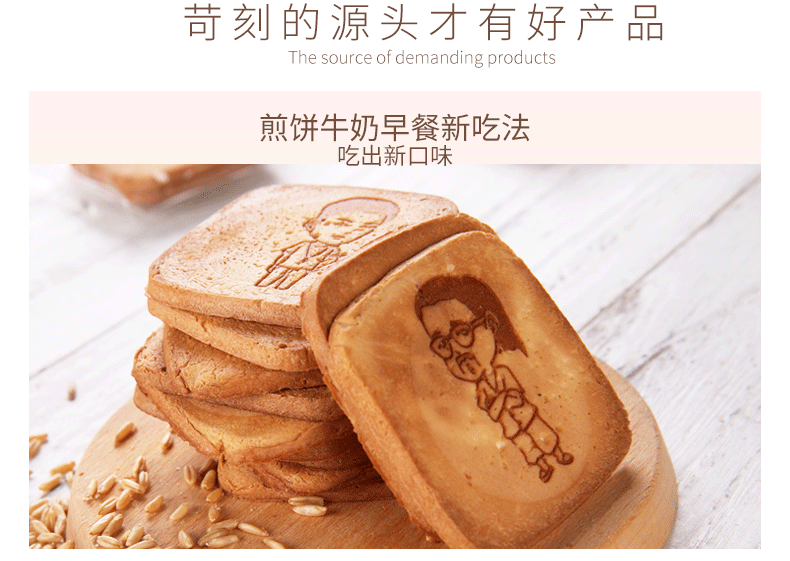 苛刻的源头才有好产品
The source of demanding products
煎饼牛奶早餐新吃法
吃出新口味